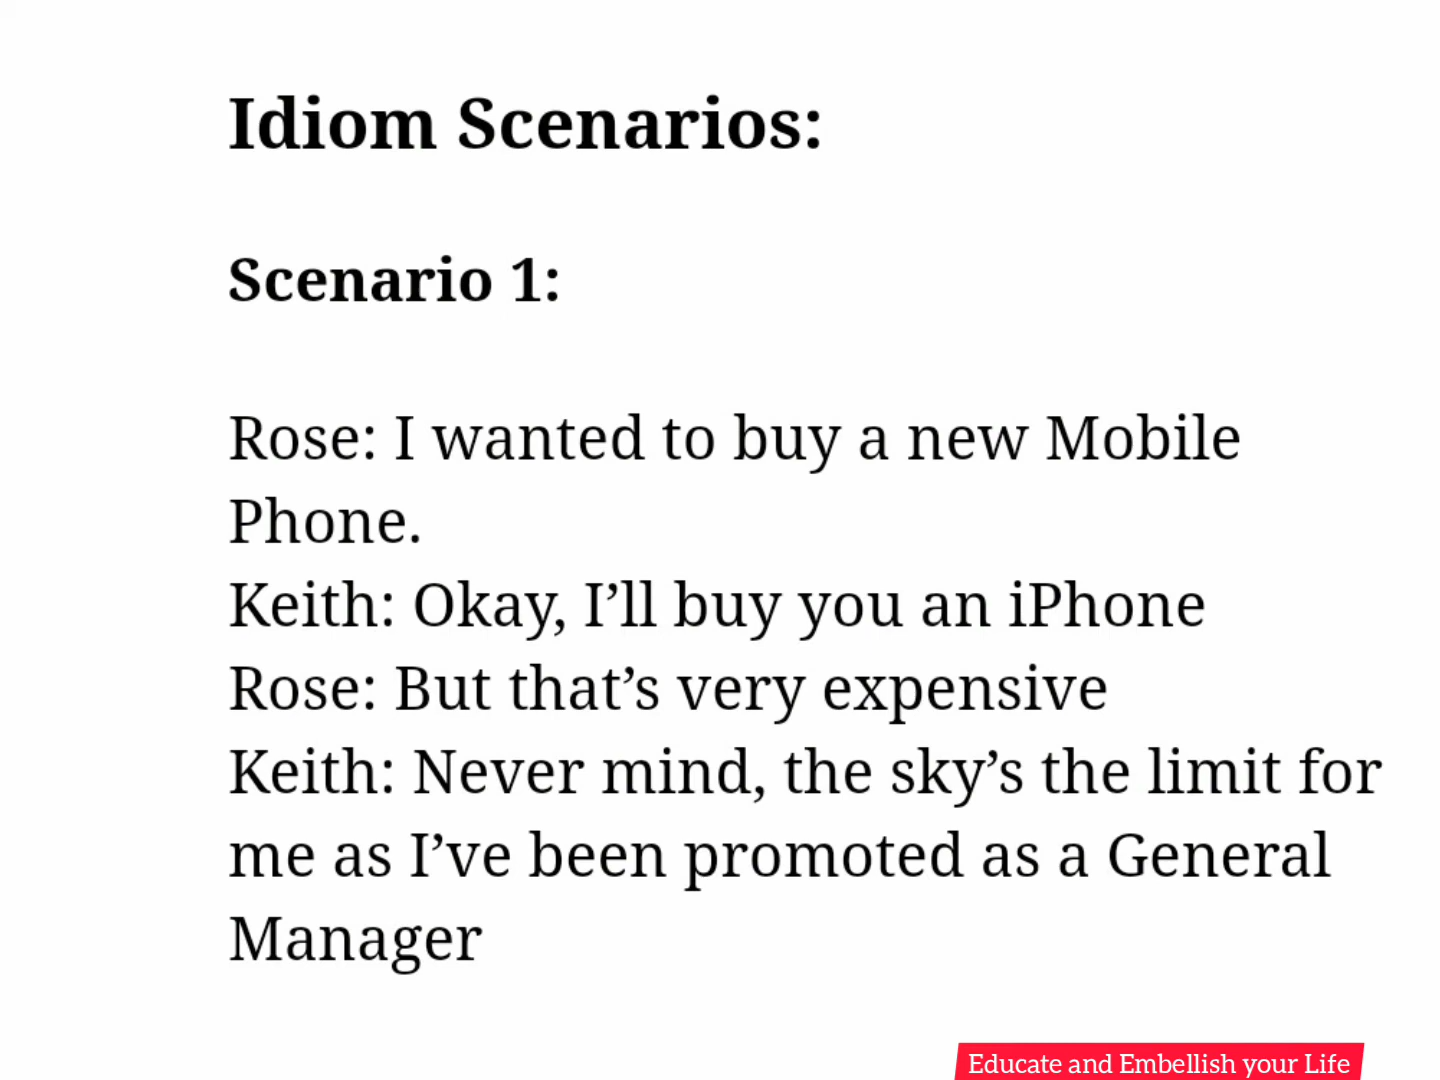 Idiom Scenarios:
Scenario 1:
Rose: I wanted to buy a new Mobile
Phone.
Keith: Okay, I’ll buy you an iPhone
Rose: But that’s very expensive
Keith: Never mind, the sky’s the limit for
me as I’ve been promoted as a General
Manager
Educate and Embellish your Life